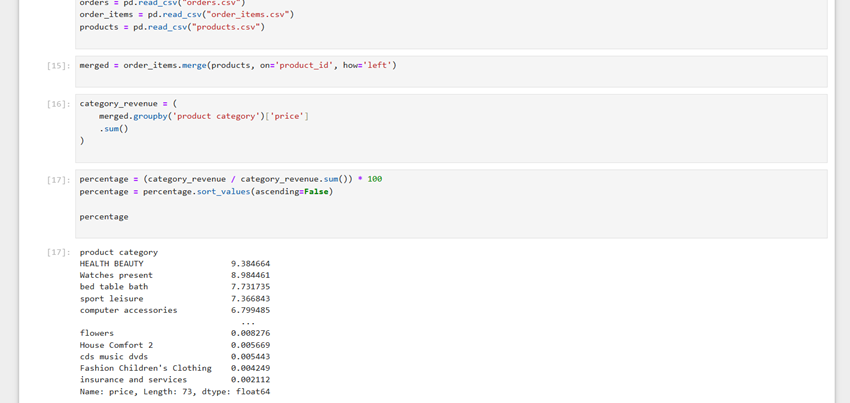 orders = pd.read_csv("orders.csv")
order_items = pd.read_csv("order_items.csv")
products = pd.read_csv("products.csv")
[15]: merged = order_items.merge(products, on='product_id', how='left')
[16]: category_revenue = (
    merged.groupby('product category')['price']
    .sum()
)
[17]: percentage = (category_revenue / category_revenue.sum()) * 100
percentage = percentage.sort_values(ascending=False)
percentage
[17]: product category
HEALTH BEAUTY 9.384664
Watches present 8.984461
bed table bath 7.731735
sport leisure 7.366843
computer accessories 6.799485
...
flowers 0.008276
House Comfort 2 0.005669
cds music dvds 0.005443
Fashion Children's Clothing 0.004249
insurance and services 0.002112
Name: price, Length: 73, dtype: float64